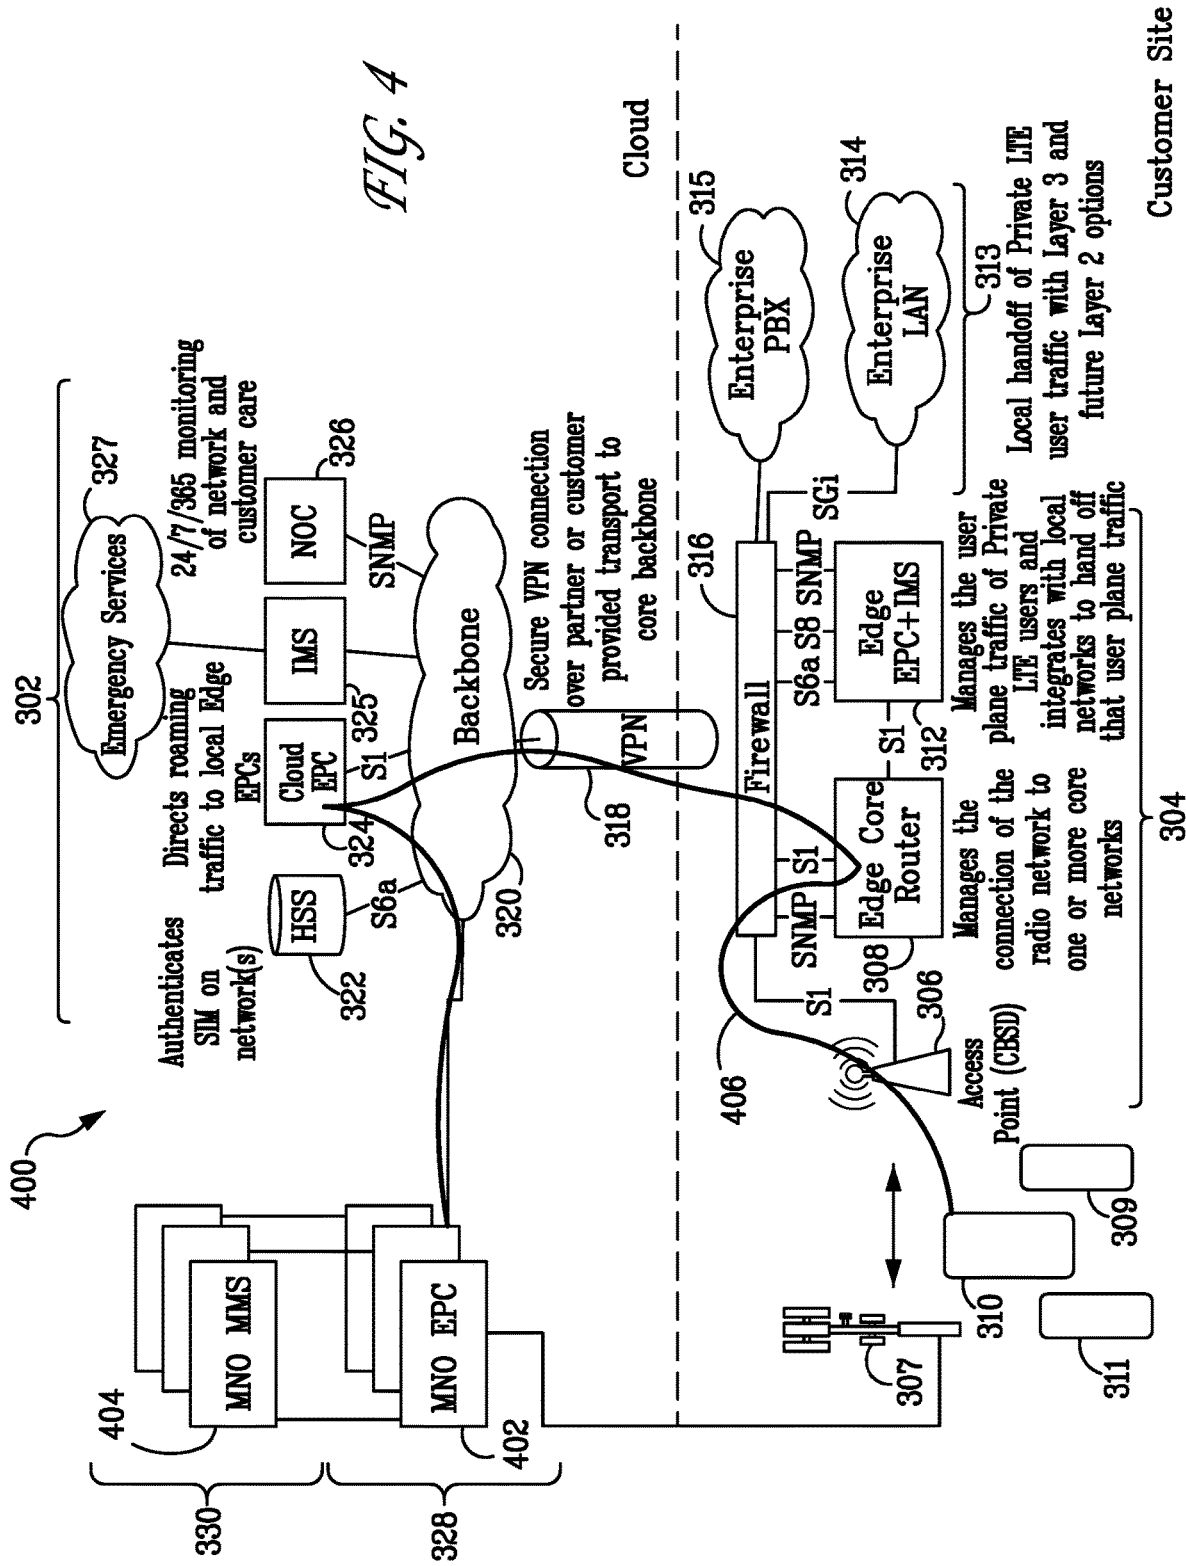 400
302
Emergency Services
327
Authenticates
SIM on
network(s)
Directs roaming
traffic to local Edge
EPCs
24/7/365 monitoring
of network and
customer care
HSS
322
Cloud
EPC
324
IMS
325
NOC
326
S6a
S1
SNMP
Backbone
320
FIG. 4
330
404
MNO MMS
328
402
MNO EPC
VPN
318
Secure VPN connection
over partner or customer
provided transport to
core backbone
Cloud
406
Firewall
316
Enterprise
PBX
315
Enterprise
LAN
314
S1
SNMP
S1
S6a
S8
SNMP
SGi
Edge Core
Router
308
S1
Edge
EPC+IMS
312
306
Access
Point (CBSD)
Manages the
connection of the
radio network to
one or more core
networks
Manages the user
plane traffic of Private
LTE users and
integrates with local
networks to hand off
that user plane traffic
313
Local handoff of Private LTE
user traffic with Layer 3 and
future Layer 2 options
304
307
310
309
311
Customer Site